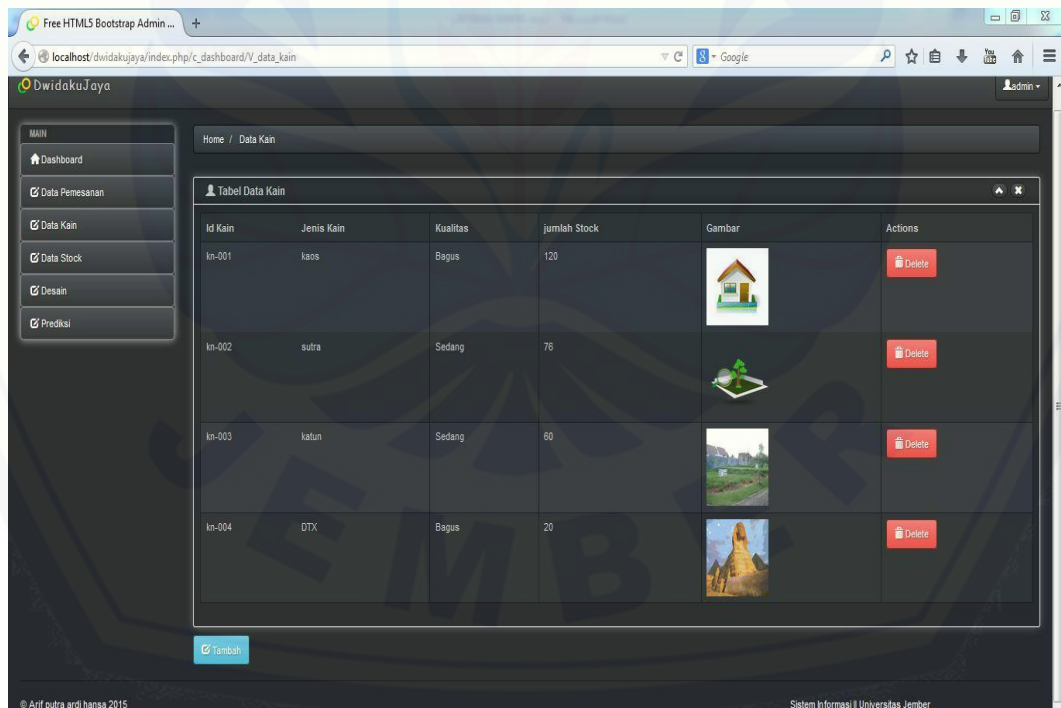 Free HTML5 Bootstrap Admin ...
localhost/dwidakujaya/index.php/c_dashboard/V_data_kain
Google
You Tube
DwidakuJaya
admin
MAIN
Dashboard
Data Pemesanan
Data Kain
Data Stock
Desain
Prediksi
Home / Data Kain
Tabel Data Kain
Id Kain Jenis Kain Kualitas jumlah Stock Gambar Actions
kn-001 kaos Bagus 120 Delete
kn-002 sutra Sedang 76 Delete
kn-003 katun Sedang 60 Delete
kn-004 DTX Bagus 20 Delete
Tambah
JEMBER
© Arif putra ardi hansa 2015
Sistem Informasi || Universitas Jember